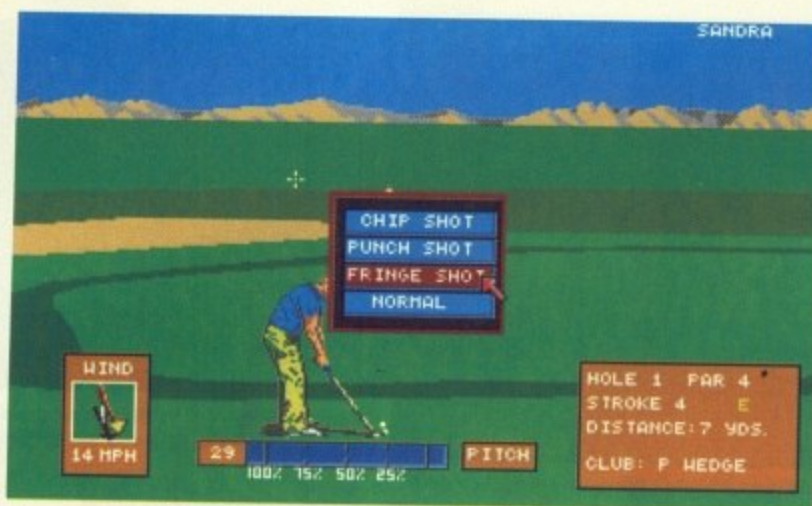 SANDRA
CHIP SHOT
PUNCH SHOT
FRINGE SHOT
NORMAL
WIND
14 MPH
29
100% 75% 50% 25%
PITCH
HOLE 1 PAR 4
STROKE 4 E
DISTANCE: 7 YDS.
CLUB: P WEDGE